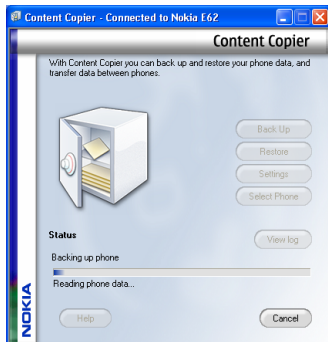 Content Copier - Connected to Nokia E62
Content Copier
With Content Copier you can back up and restore your phone data, and
transfer data between phones.
Back Up
Restore
Settings
Select Phone
Status
View log
Backing up phone
Reading phone data...
NOKIA
Help
Cancel